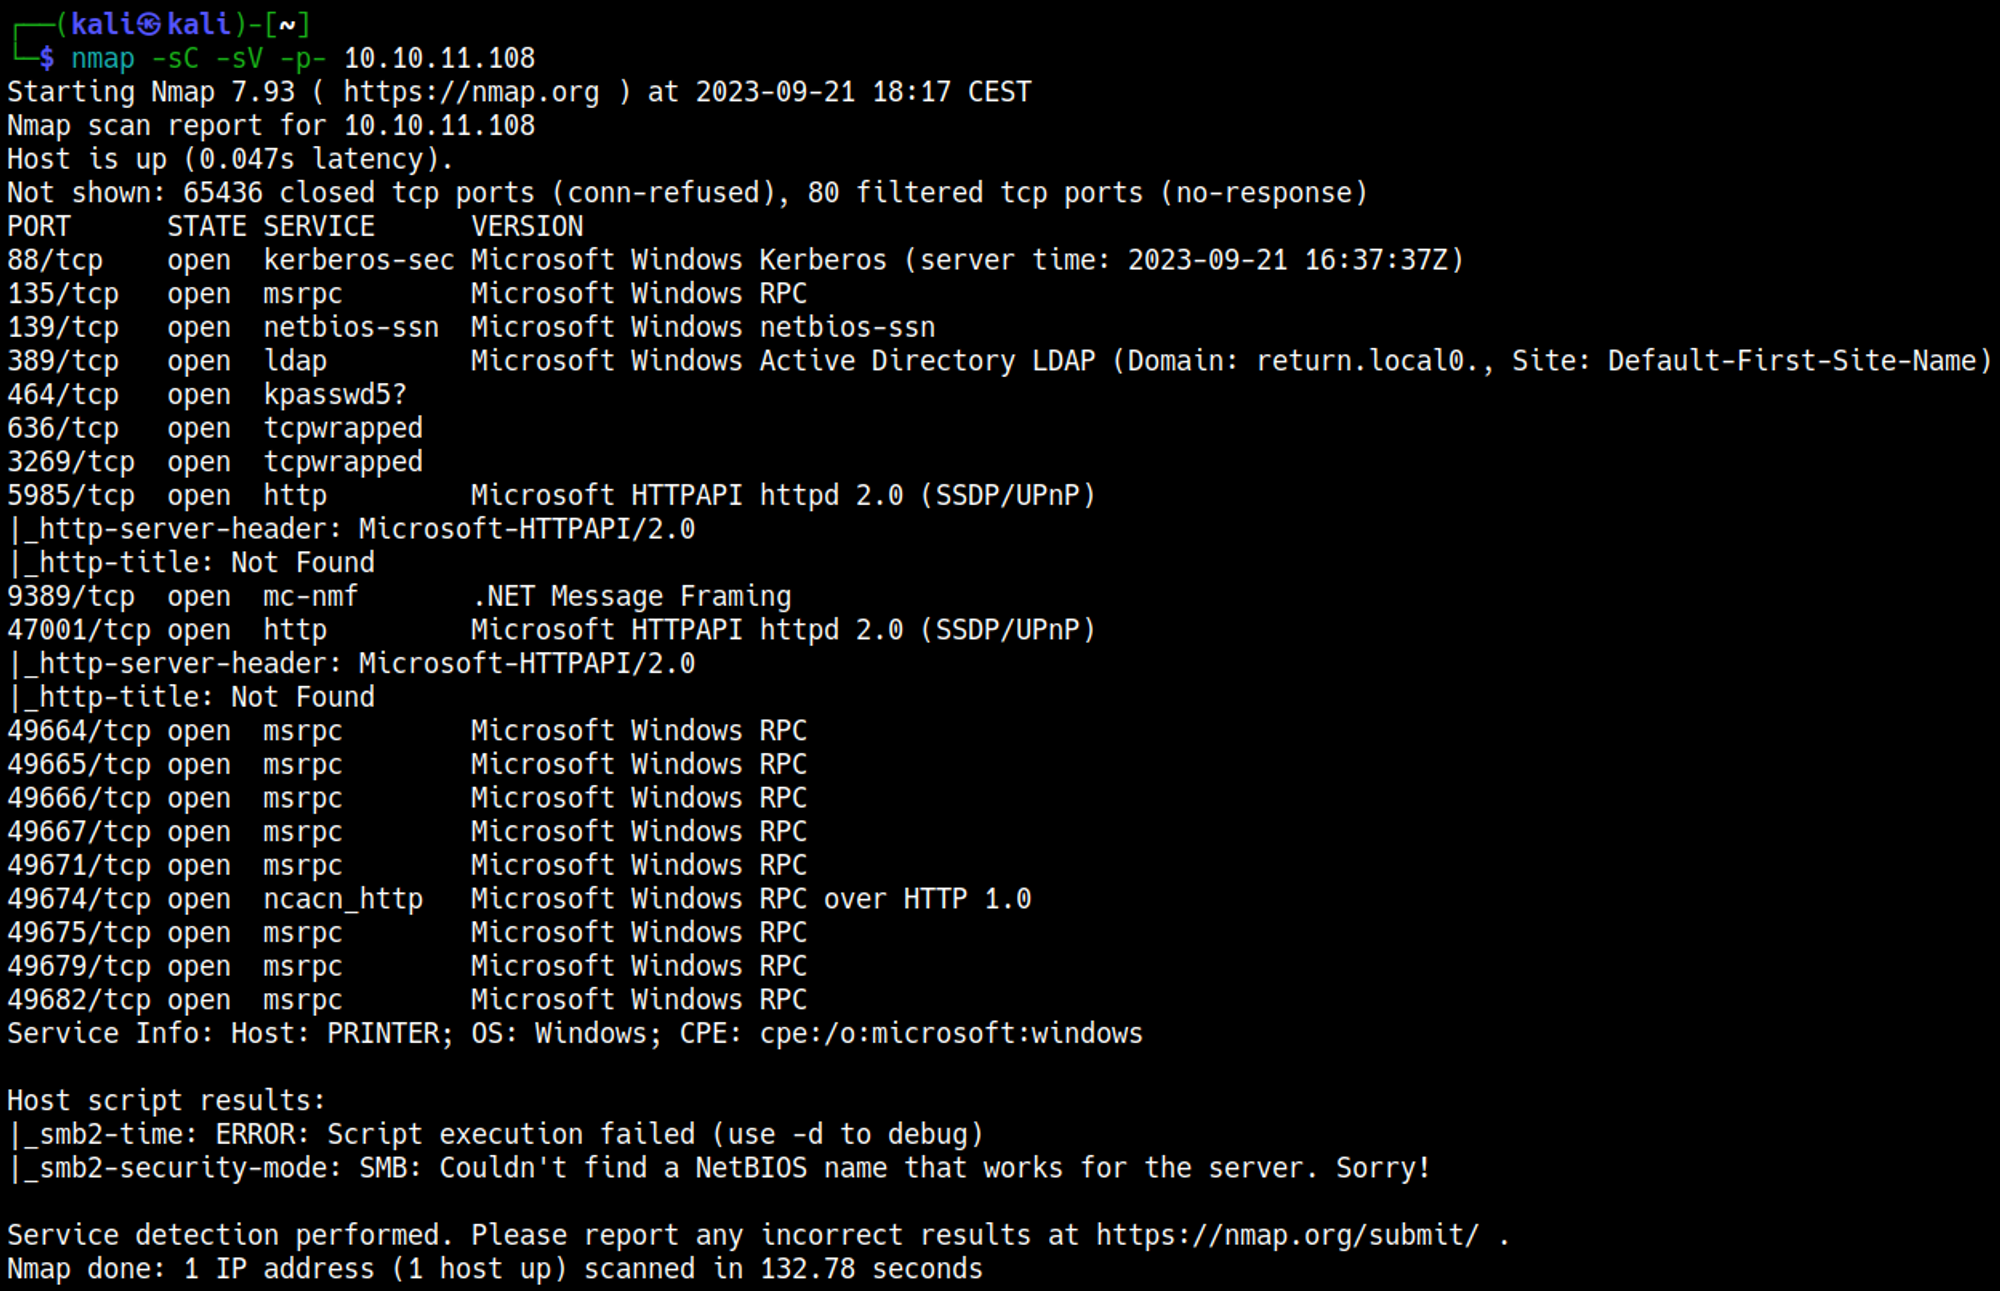 ┌──(kali㉿kali)-[~]
└─$ nmap -sC -sV -p- 10.10.11.108
Starting Nmap 7.93 ( https://nmap.org ) at 2023-09-21 18:17 CEST
Nmap scan report for 10.10.11.108
Host is up (0.047s latency).
Not shown: 65436 closed tcp ports (conn-refused), 80 filtered tcp ports (no-response)
PORT      STATE SERVICE      VERSION
88/tcp    open  kerberos-sec Microsoft Windows Kerberos (server time: 2023-09-21 16:37:37Z)
135/tcp   open  msrpc        Microsoft Windows RPC
139/tcp   open  netbios-ssn  Microsoft Windows netbios-ssn
389/tcp   open  ldap         Microsoft Windows Active Directory LDAP (Domain: return.local0., Site: Default-First-Site-Name)
464/tcp   open  kpasswd5?
636/tcp   open  tcpwrapped
3269/tcp  open  tcpwrapped
5985/tcp  open  http         Microsoft HTTPAPI httpd 2.0 (SSDP/UPnP)
|_http-server-header: Microsoft-HTTPAPI/2.0
|_http-title: Not Found
9389/tcp  open  mc-nmf       .NET Message Framing
47001/tcp open  http         Microsoft HTTPAPI httpd 2.0 (SSDP/UPnP)
|_http-server-header: Microsoft-HTTPAPI/2.0
|_http-title: Not Found
49664/tcp open  msrpc        Microsoft Windows RPC
49665/tcp open  msrpc        Microsoft Windows RPC
49666/tcp open  msrpc        Microsoft Windows RPC
49667/tcp open  msrpc        Microsoft Windows RPC
49671/tcp open  msrpc        Microsoft Windows RPC
49674/tcp open  ncacn_http   Microsoft Windows RPC over HTTP 1.0
49675/tcp open  msrpc        Microsoft Windows RPC
49679/tcp open  msrpc        Microsoft Windows RPC
49682/tcp open  msrpc        Microsoft Windows RPC
Service Info: Host: PRINTER; OS: Windows; CPE: cpe:/o:microsoft:windows

Host script results:
|_smb2-time: ERROR: Script execution failed (use -d to debug)
|_smb2-security-mode: SMB: Couldn't find a NetBIOS name that works for the server. Sorry!

Service detection performed. Please report any incorrect results at https://nmap.org/submit/ .
Nmap done: 1 IP address (1 host up) scanned in 132.78 seconds